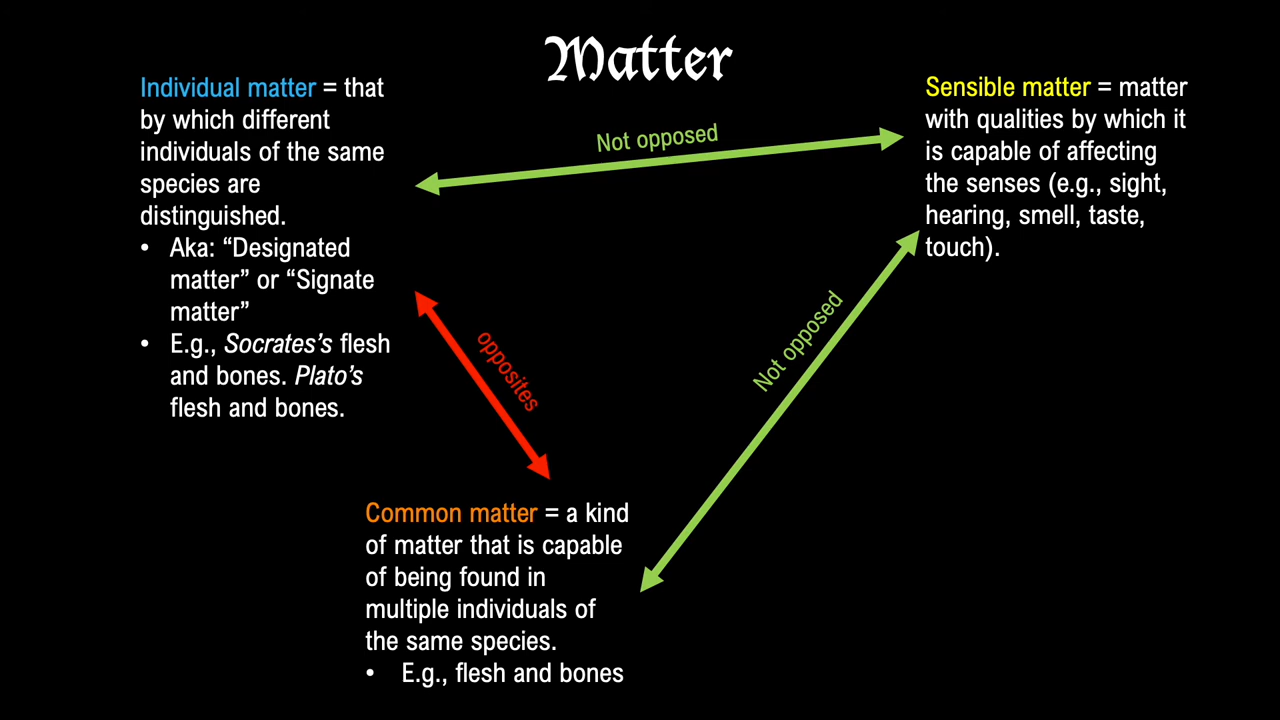 Matter
Individual matter = that
by which different
individuals of the same
species are
distinguished.
• Aka: “Designated
matter” or “Signate
matter”
• E.g., Socrates’s flesh
and bones. Plato’s
flesh and bones.
Not opposed
Sensible matter = matter
with qualities by which it
is capable of affecting
the senses (e.g., sight,
hearing, smell, taste,
touch).
opposites
Not opposed
Common matter = a kind
of matter that is capable
of being found in
multiple individuals of
the same species.
• E.g., flesh and bones